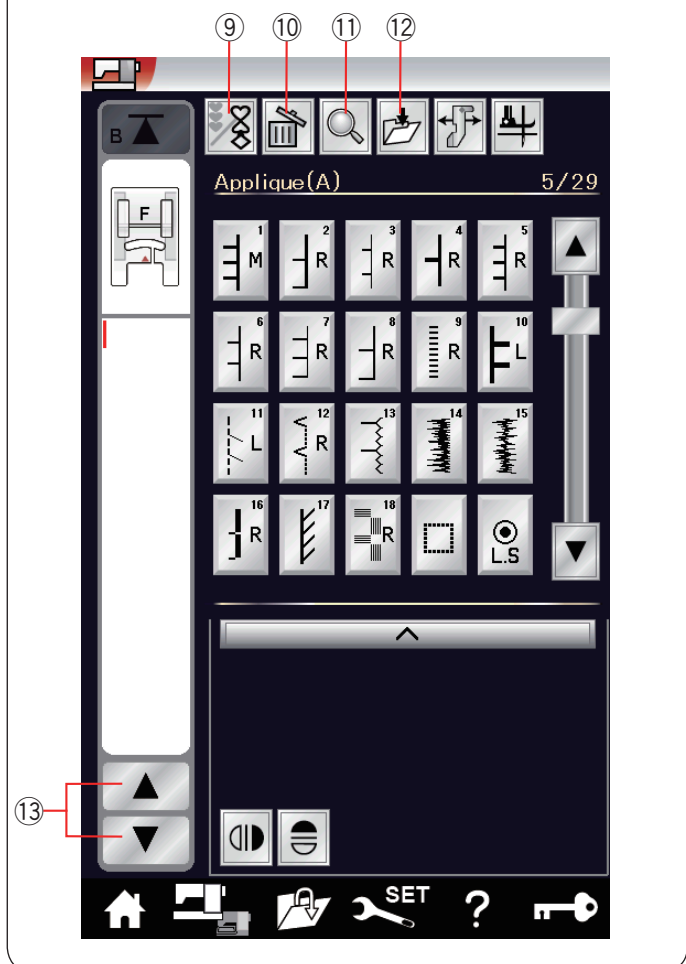 ⑨ ⑩ ⑪ ⑫
B
F
Applique(A) 5/29
1 M 2 R 3 R 4 R 5 R
6 R 7 R 8 R 9 R 10 L
11 L 12 R 13 14 15
16 R 17 18 R L.S
⑬
SET ?